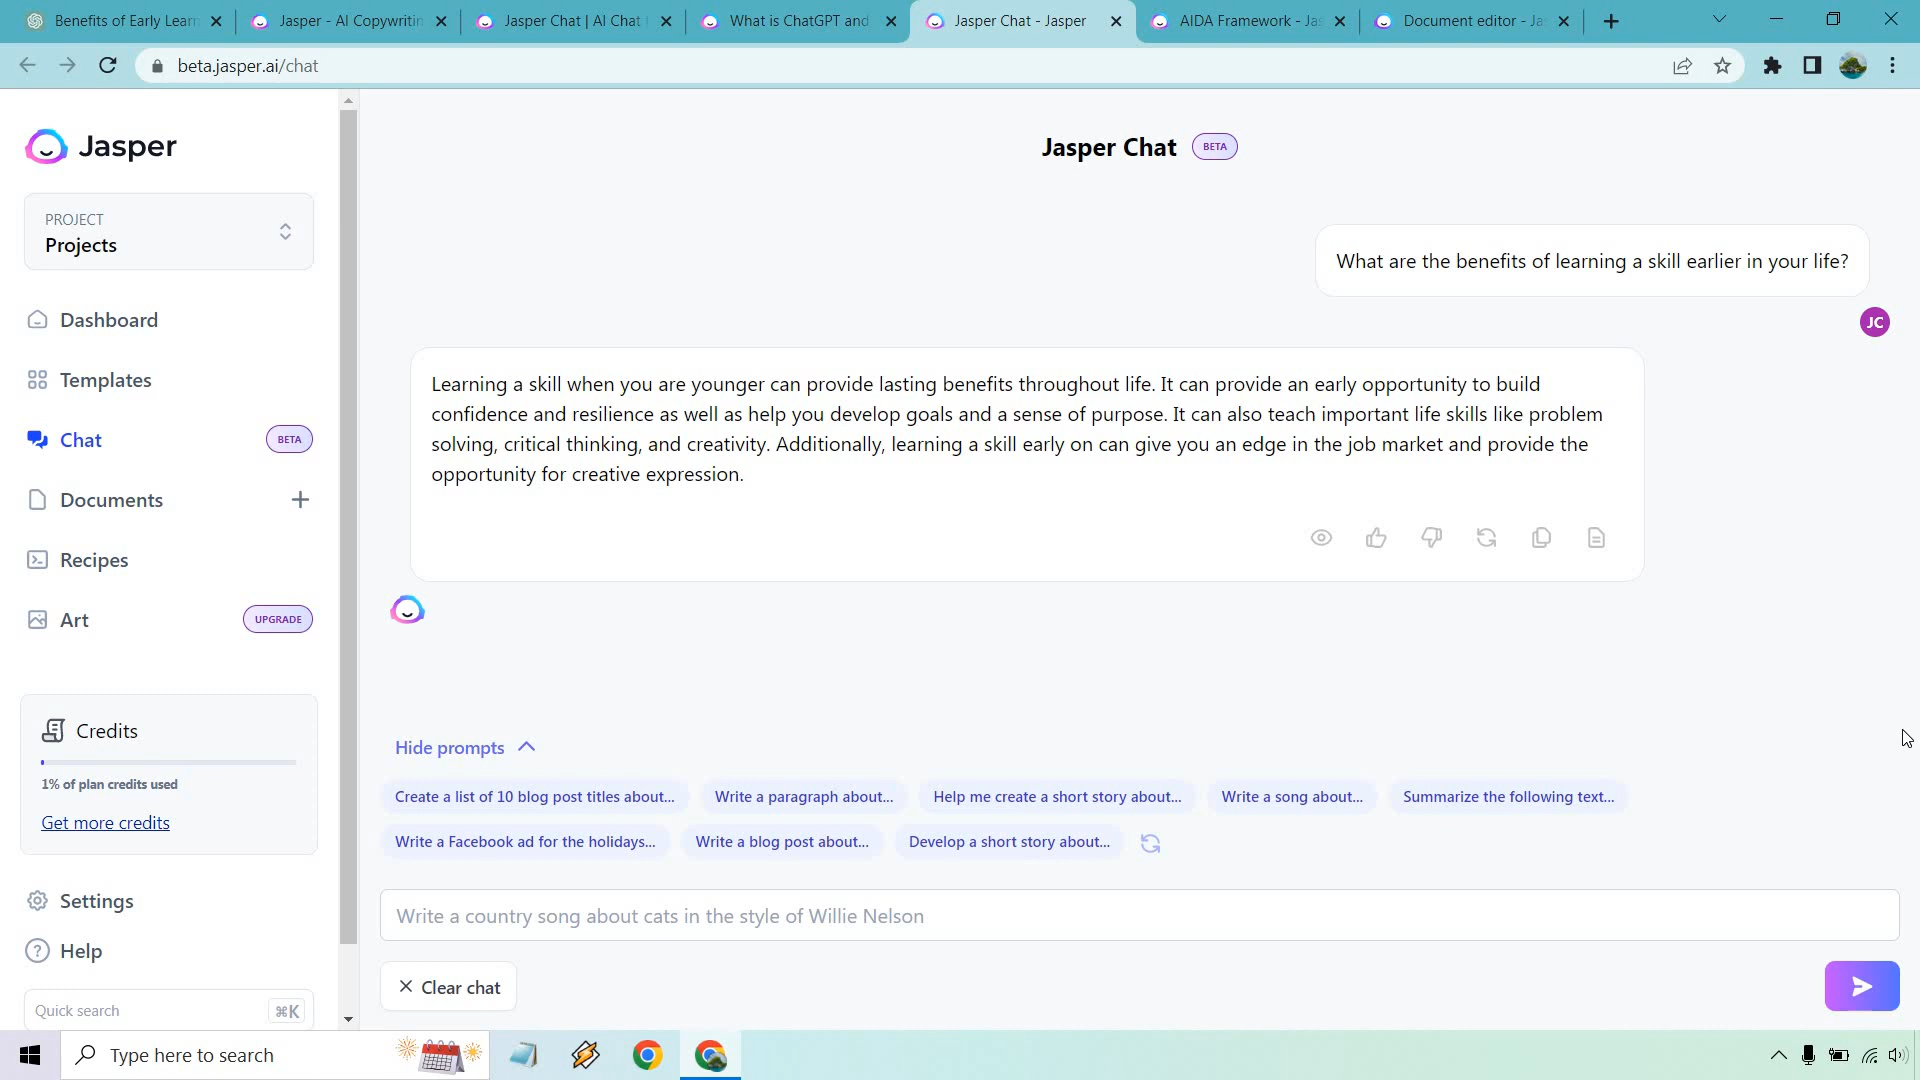 Benefits of Early Learn
Jasper - AI Copywritin
Jasper Chat | AI Chat
What is ChatGPT and
Jasper Chat - Jasper
AIDA Framework - Jas
Document editor - Ja
beta.jasper.ai/chat
Jasper
PROJECT
Projects
Dashboard
Templates
Chat BETA
Documents
Recipes
Art UPGRADE
Credits
1% of plan credits used
Get more credits
Settings
Help
Quick search ⌘K
Jasper Chat BETA
What are the benefits of learning a skill earlier in your life?
JC
Learning a skill when you are younger can provide lasting benefits throughout life. It can provide an early opportunity to build
confidence and resilience as well as help you develop goals and a sense of purpose. It can also teach important life skills like problem
solving, critical thinking, and creativity. Additionally, learning a skill early on can give you an edge in the job market and provide the
opportunity for creative expression.
Hide prompts
Create a list of 10 blog post titles about... Write a paragraph about... Help me create a short story about... Write a song about... Summarize the following text...
Write a Facebook ad for the holidays... Write a blog post about... Develop a short story about...
Write a country song about cats in the style of Willie Nelson
Clear chat
Type here to search